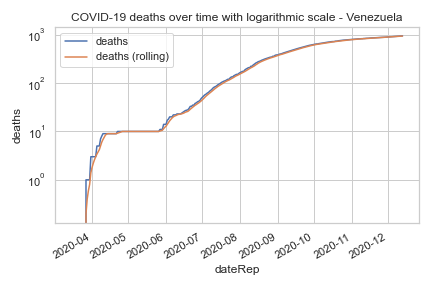 COVID-19 deaths over time with logarithmic scale - Venezuela
deaths
deaths (rolling)
deaths
10³
10²
10¹
10⁰
2020-04
2020-05
2020-06
2020-07
2020-08
2020-09
2020-10
2020-11
2020-12
dateRep